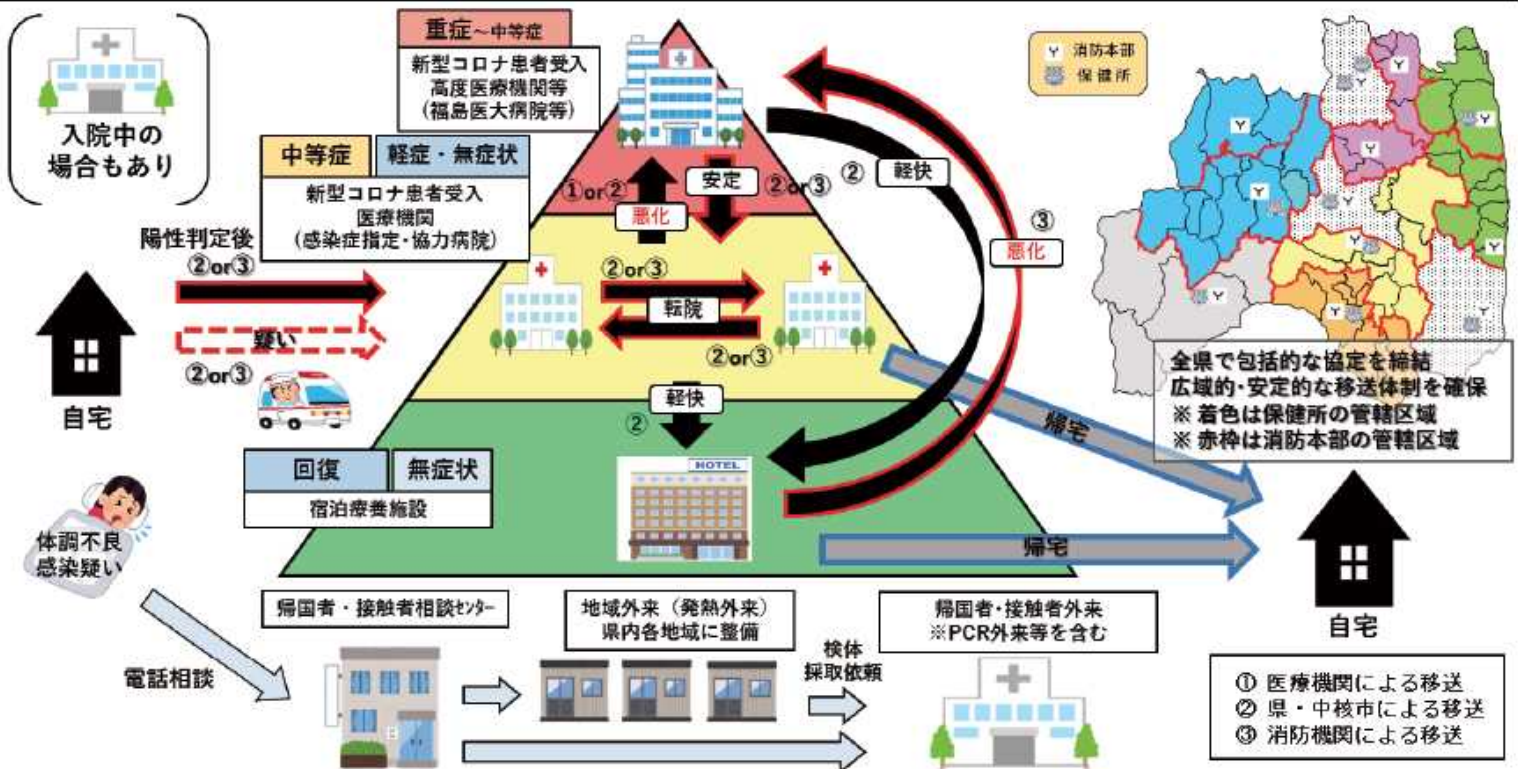 入院中の
場合もあり
重症～中等症
新型コロナ患者受入
高度医療機関等
(福島医大病院等)
中等症
軽症・無症状
新型コロナ患者受入
医療機関
(感染症指定・協力病院)
陽性判定後
②or③
疑い
②or③
自宅
①or②
悪化
安定
②or③
②
軽快
③
悪化
②or③
転院
②or③
軽快
②
回復
無症状
宿泊療養施設
HOTEL
帰宅
帰宅
消防本部
保健所
全県で包括的な協定を締結
広域的・安定的な移送体制を確保
※ 着色は保健所の管轄区域
※ 赤枠は消防本部の管轄区域
自宅
体調不良
感染疑い
電話相談
帰国者・接触者相談ｾﾝﾀｰ
地域外来（発熱外来）
県内各地域に整備
検体
採取依頼
帰国者・接触者外来
※PCR外来等を含む
① 医療機関による移送
② 県・中核市による移送
③ 消防機関による移送